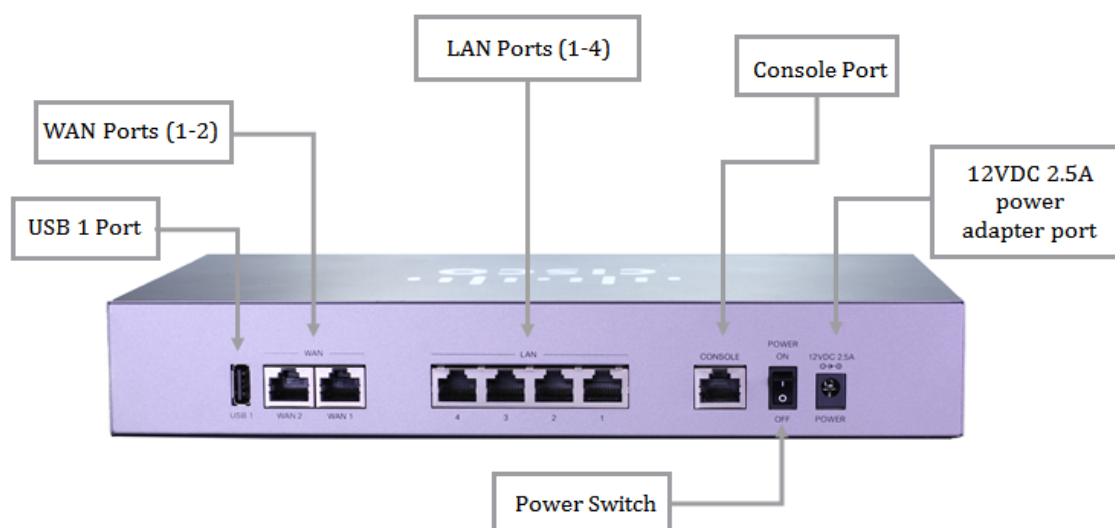 LAN Ports (1-4)
Console Port
WAN Ports (1-2)
12VDC 2.5A
power
adapter port
USB 1 Port
CISCO
WAN
LAN
CONSOLE
POWER
ON
12VDC 2.5A
USB 1
WAN 2
WAN 1
4
3
2
1
OFF
POWER
Power Switch